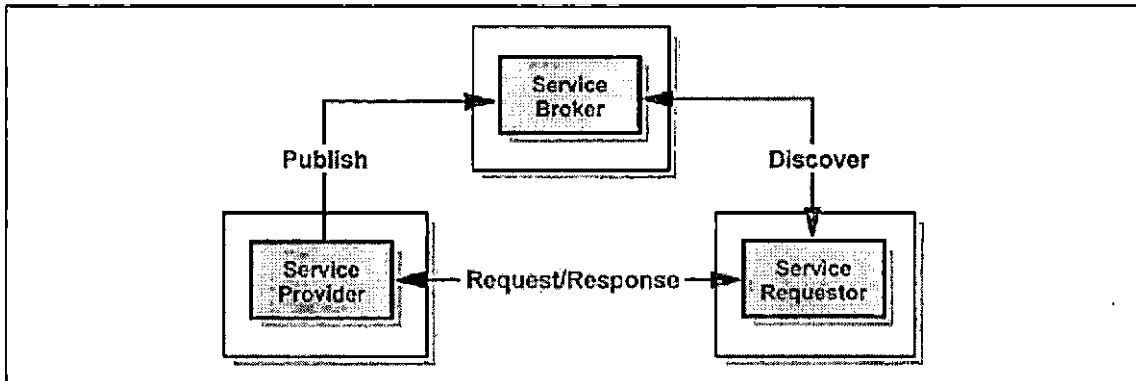 Service
Broker
Publish
Discover
Service
Provider
Request/Response
Service
Requestor